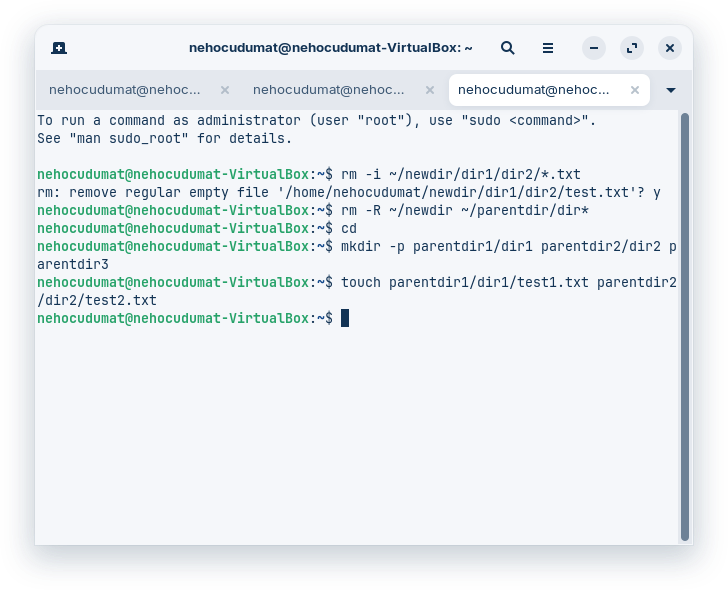 nehocudumat@nehocudumat-VirtualBox: ~
nehocudumat@nehoc...
nehocudumat@nehoc...
nehocudumat@nehoc...
To run a command as administrator (user "root"), use "sudo <command>".
See "man sudo_root" for details.
nehocudumat@nehocudumat-VirtualBox:~$ rm -i ~/newdir/dir1/dir2/*.txt
rm: remove regular empty file '/home/nehocudumat/newdir/dir1/dir2/test.txt'? y
nehocudumat@nehocudumat-VirtualBox:~$ rm -R ~/newdir ~/parentdir/dir*
nehocudumat@nehocudumat-VirtualBox:~$ cd
nehocudumat@nehocudumat-VirtualBox:~$ mkdir -p parentdir1/dir1 parentdir2/dir2 p
arentdir3
nehocudumat@nehocudumat-VirtualBox:~$ touch parentdir1/dir1/test1.txt parentdir2
/dir2/test2.txt
nehocudumat@nehocudumat-VirtualBox:~$